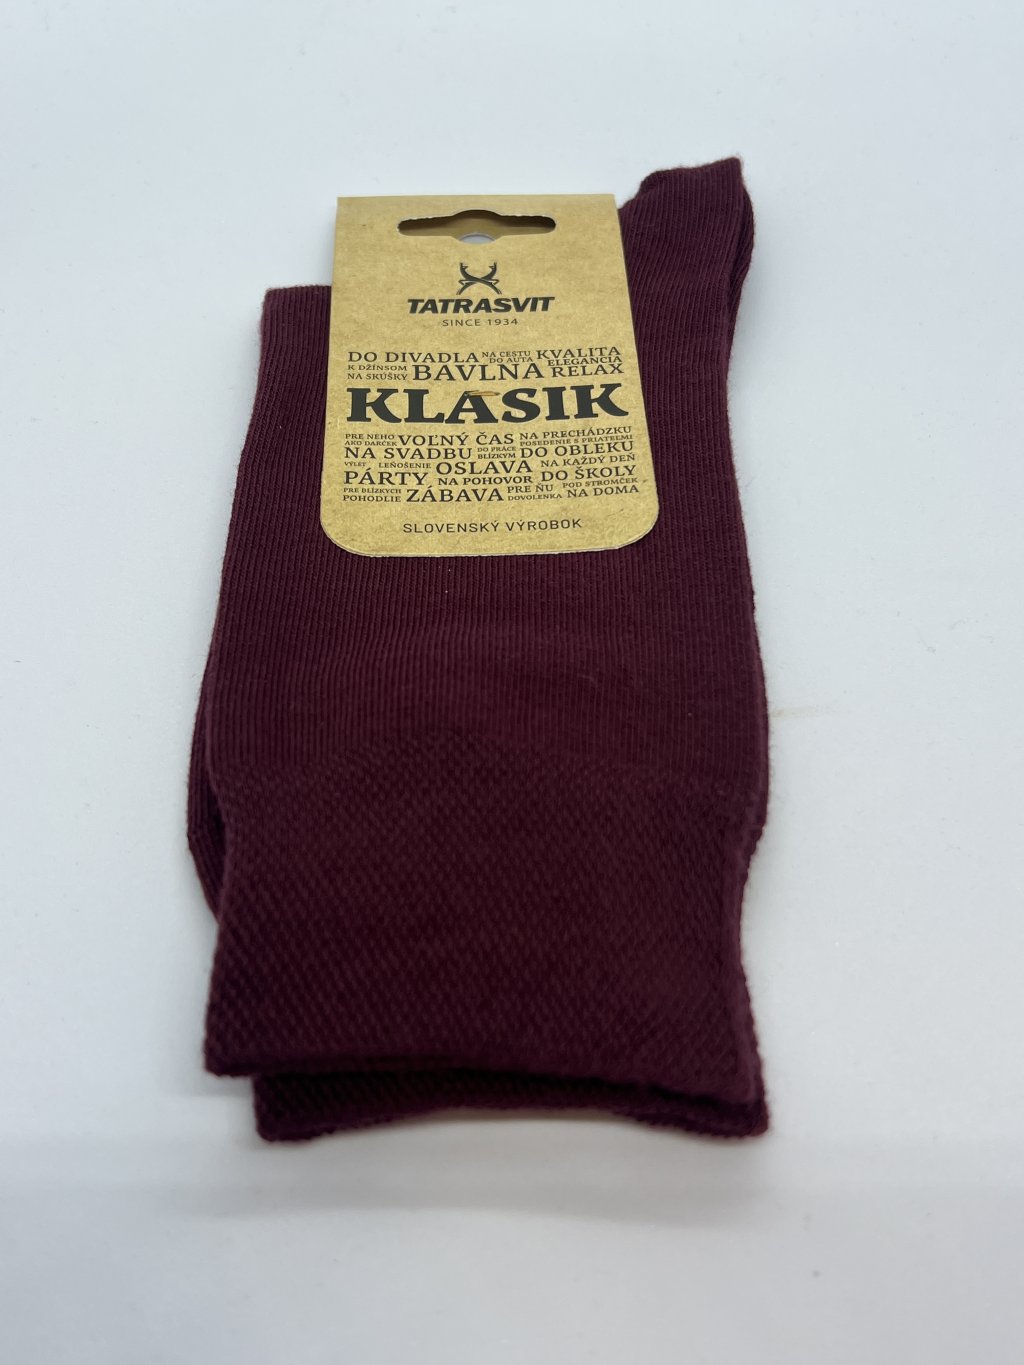 TATRASVIT
SINCE 1934
DO DIVADLA NA CESTU KVALITA
DO AUTA ELEGANCIA
K DŽÍNSOM
NA SKÚŠKY BAVLNA RELAX
KLASIK
PRE NEHO VOĽNÝ ČAS NA PRECHÁDZKU
AKO DARČEK POSEDENIE S PRIATEĽMI
NA SVADBU DO PRÁCE DO OBLEKU
BLÍZKYM
VÝLET LEŇOŠENIE OSLAVA NA KAŽDÝ DEŇ
PÁRTY NA POHOVOR DO ŠKOLY
PRE BLÍZKYCH ZÁBAVA PRE ŇU POD STROMČEK
POHODLIE DOVOLENKA NA DOMA
SLOVENSKÝ VÝROBOK